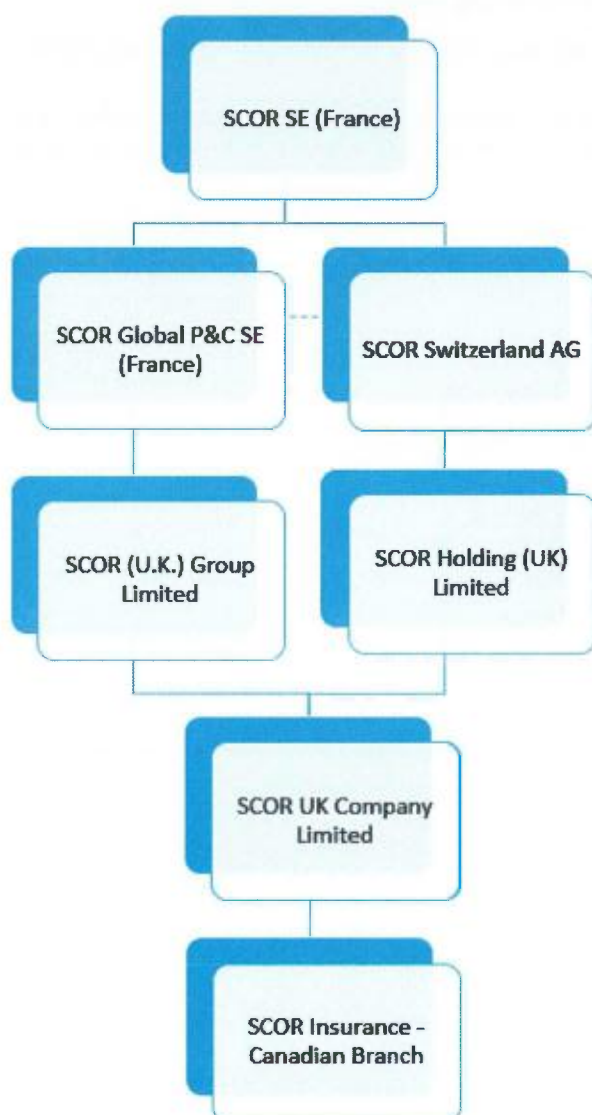 SCOR SE (France)
SCOR Global P&C SE
(France)
SCOR Switzerland AG
SCOR (U.K.) Group
Limited
SCOR Holding (UK)
Limited
SCOR UK Company
Limited
SCOR Insurance -
Canadian Branch